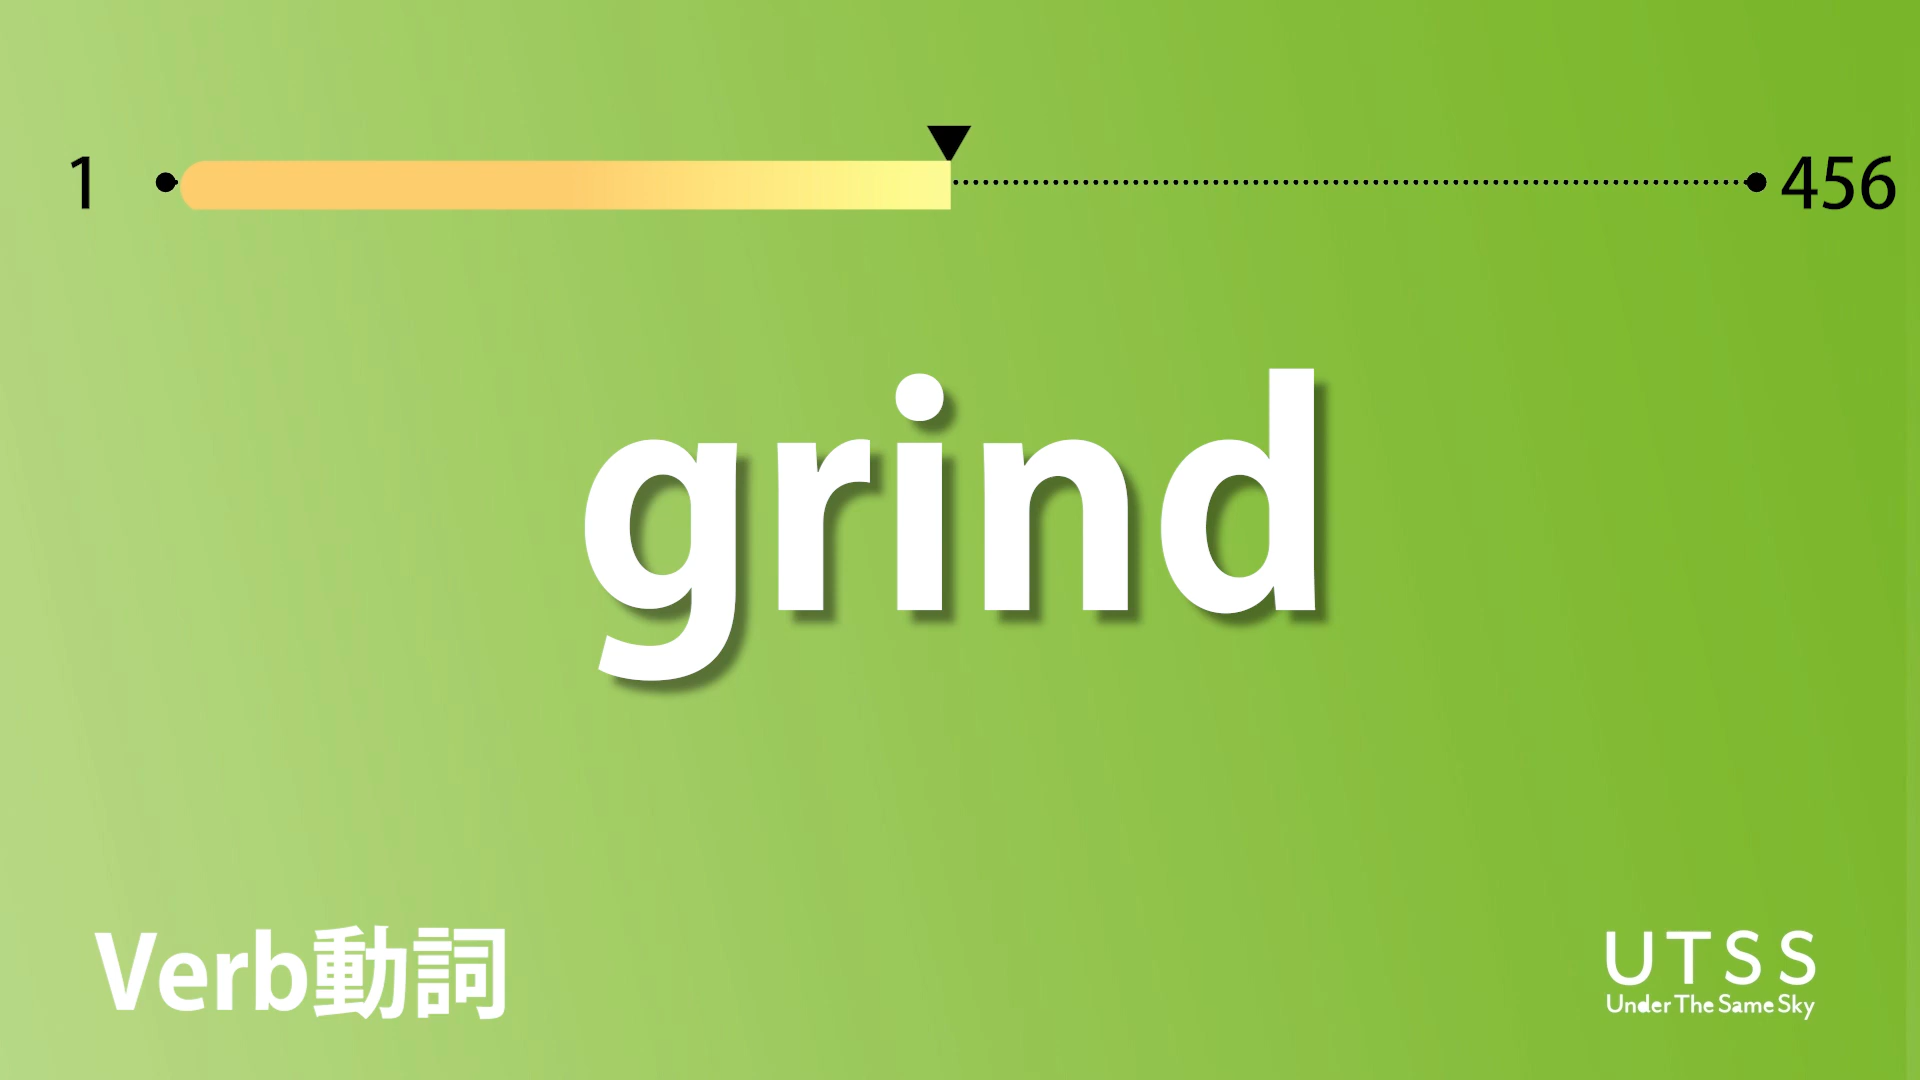 1 456
grind
Verb動詞
UTSS
Under The Same Sky